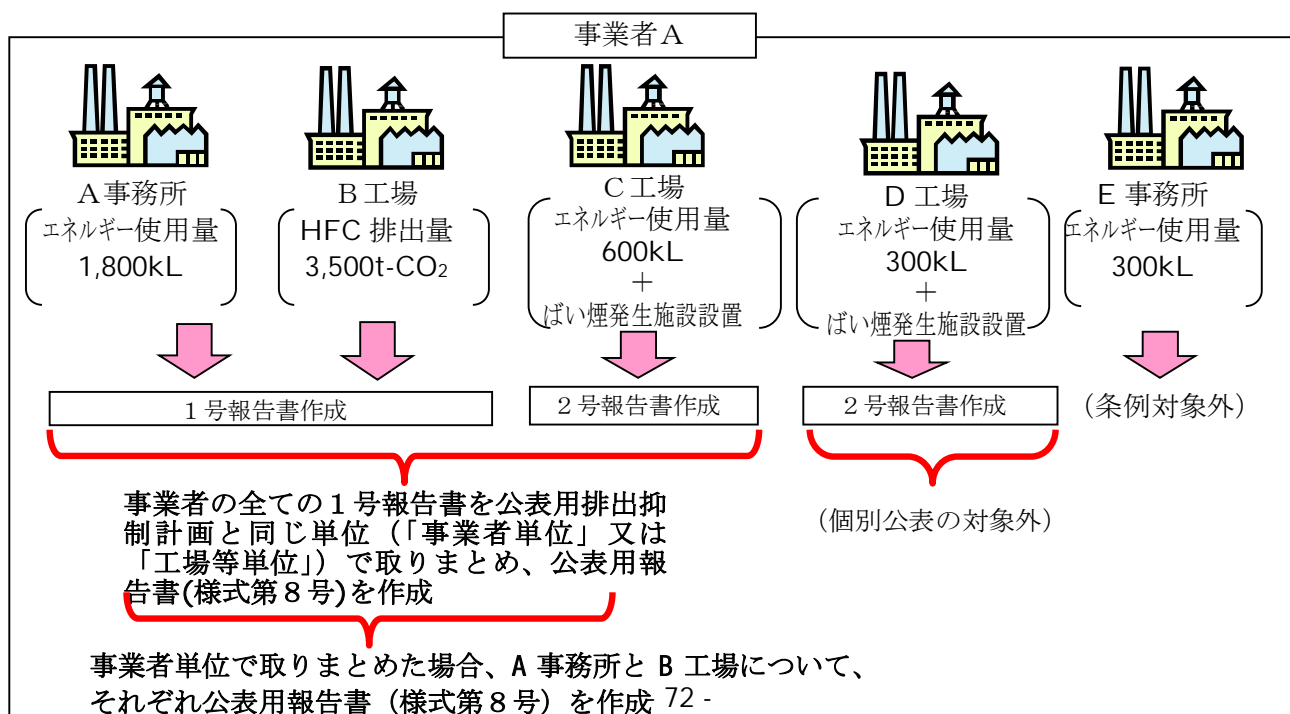 事業者A
A事務所
エネルギー使用量
1,800kL
B工場
HFC 排出量
3,500t-CO2
C工場
エネルギー使用量
600kL
+
ばい煙発生施設設置
D 工場
エネルギー使用量
300kL
+
ばい煙発生施設設置
E 事務所
エネルギー使用量
300kL
1号報告書作成
2号報告書作成
2号報告書作成
(条例対象外)
事業者の全ての1号報告書を公表用排出抑
制計画と同じ単位(「事業者単位」又は
「工場等単位」)で取りまとめ、公表用報
告書(様式第8号)を作成
(個別公表の対象外)
事業者単位で取りまとめた場合、A 事務所と B 工場について、
それぞれ公表用報告書(様式第8号)を作成 72 -